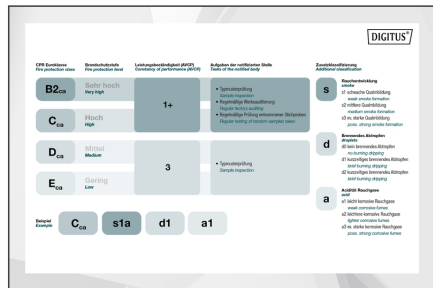 DIGITUS®
CPR Euroklasse
Fire protection class
Brandschutzstufe
Fire protection level
Leistungsbeständigkeit (AVCP)
Constancy of performance (AVCP)
Aufgaben der notifizierten Stelle
Tasks of the notified body
Zusatzklassifizierung
Additional classification
B2ca
Sehr hoch
Very high
Cca
Hoch
High
1+
• Typmusterprüfung
Sample inspection
• Regelmäßige Werksauditierung
Regular factory auditing
• Regelmäßige Prüfung entnommener Stichproben
Regular testing of random samples taken
Dca
Mittel
Medium
Eca
Gering
Low
3
• Typmusterprüfung
Sample inspection
s
Rauchentwicklung
smoke
s1 schwache Qualmbildung
weak smoke formation
s2 mittlere Qualmbildung
medium smoke formation
s3 ev. starke Qualmbildung
poss. strong smoke formation
d
Brennendes Abtropfen
droplets
d0 kein brennendes Abtropfen
no burning dripping
d1 kurzzeitiges brennendes Abtropfen
brief burning dripping
d2 kurzzeitiges brennendes Abtropfen
brief burning dripping
a
Acidität Rauchgase
acid
a1 leicht korrosive Rauchgase
weak corrosive fumes
a2 leichtere korrosive Rauchgase
lighter corrosive fumes
a3 ev. starke korrosive Rauchgase
poss. strong corrosive fumes
Beispiel
Example
Cca
s1a
d1
a1